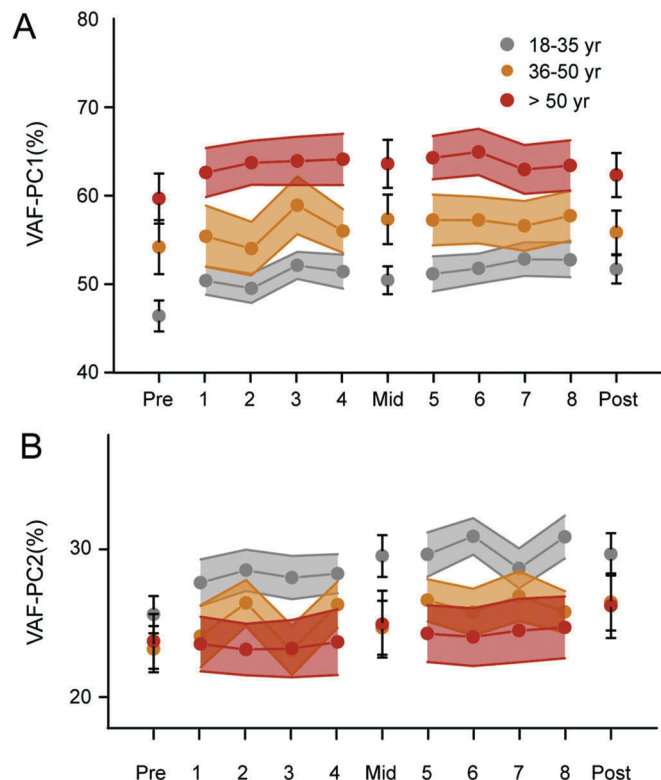 A
80
18-35 yr
36-50 yr
> 50 yr
70
VAF-PC1(%)
60
50
40
Pre 1 2 3 4 Mid 5 6 7 8 Post
B
30
VAF-PC2(%)
20
Pre 1 2 3 4 Mid 5 6 7 8 Post